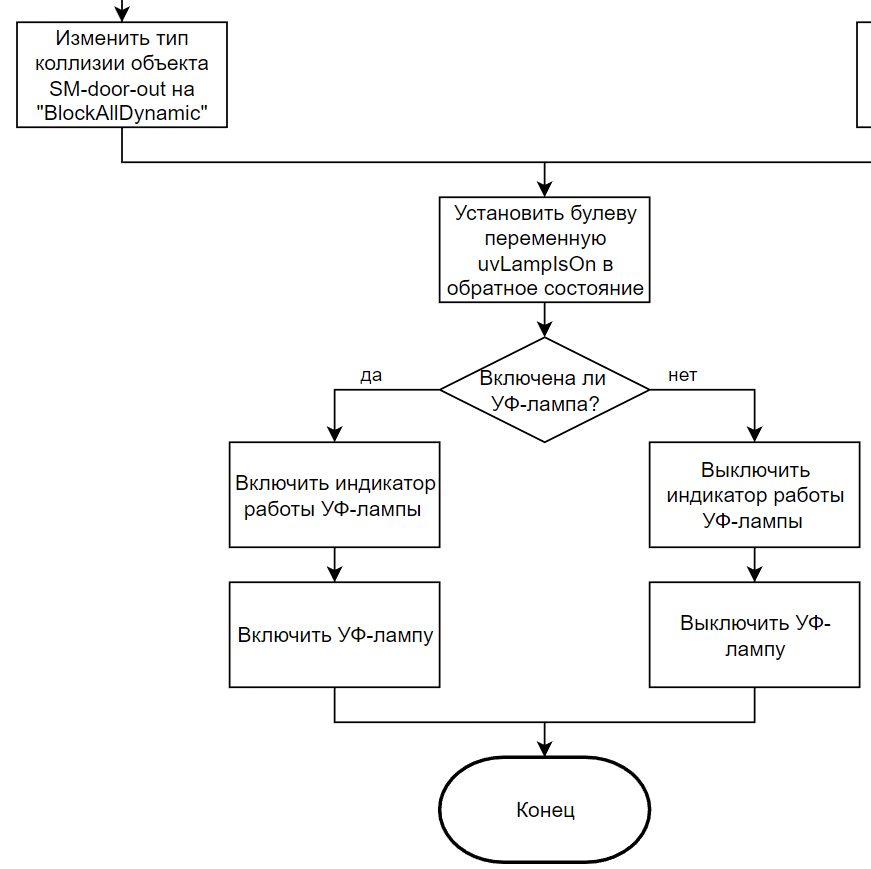 Изменить тип
коллизии объекта
SM-door-out на
"BlockAllDynamic"
Установить булеву
переменную
uvLampIsOn в
обратное состояние
Включена ли
УФ-лампа?
да
нет
Включить индикатор
работы УФ-лампы
Выключить
индикатор работы
УФ-лампы
Включить УФ-лампу
Выключить УФ-
лампу
Конец